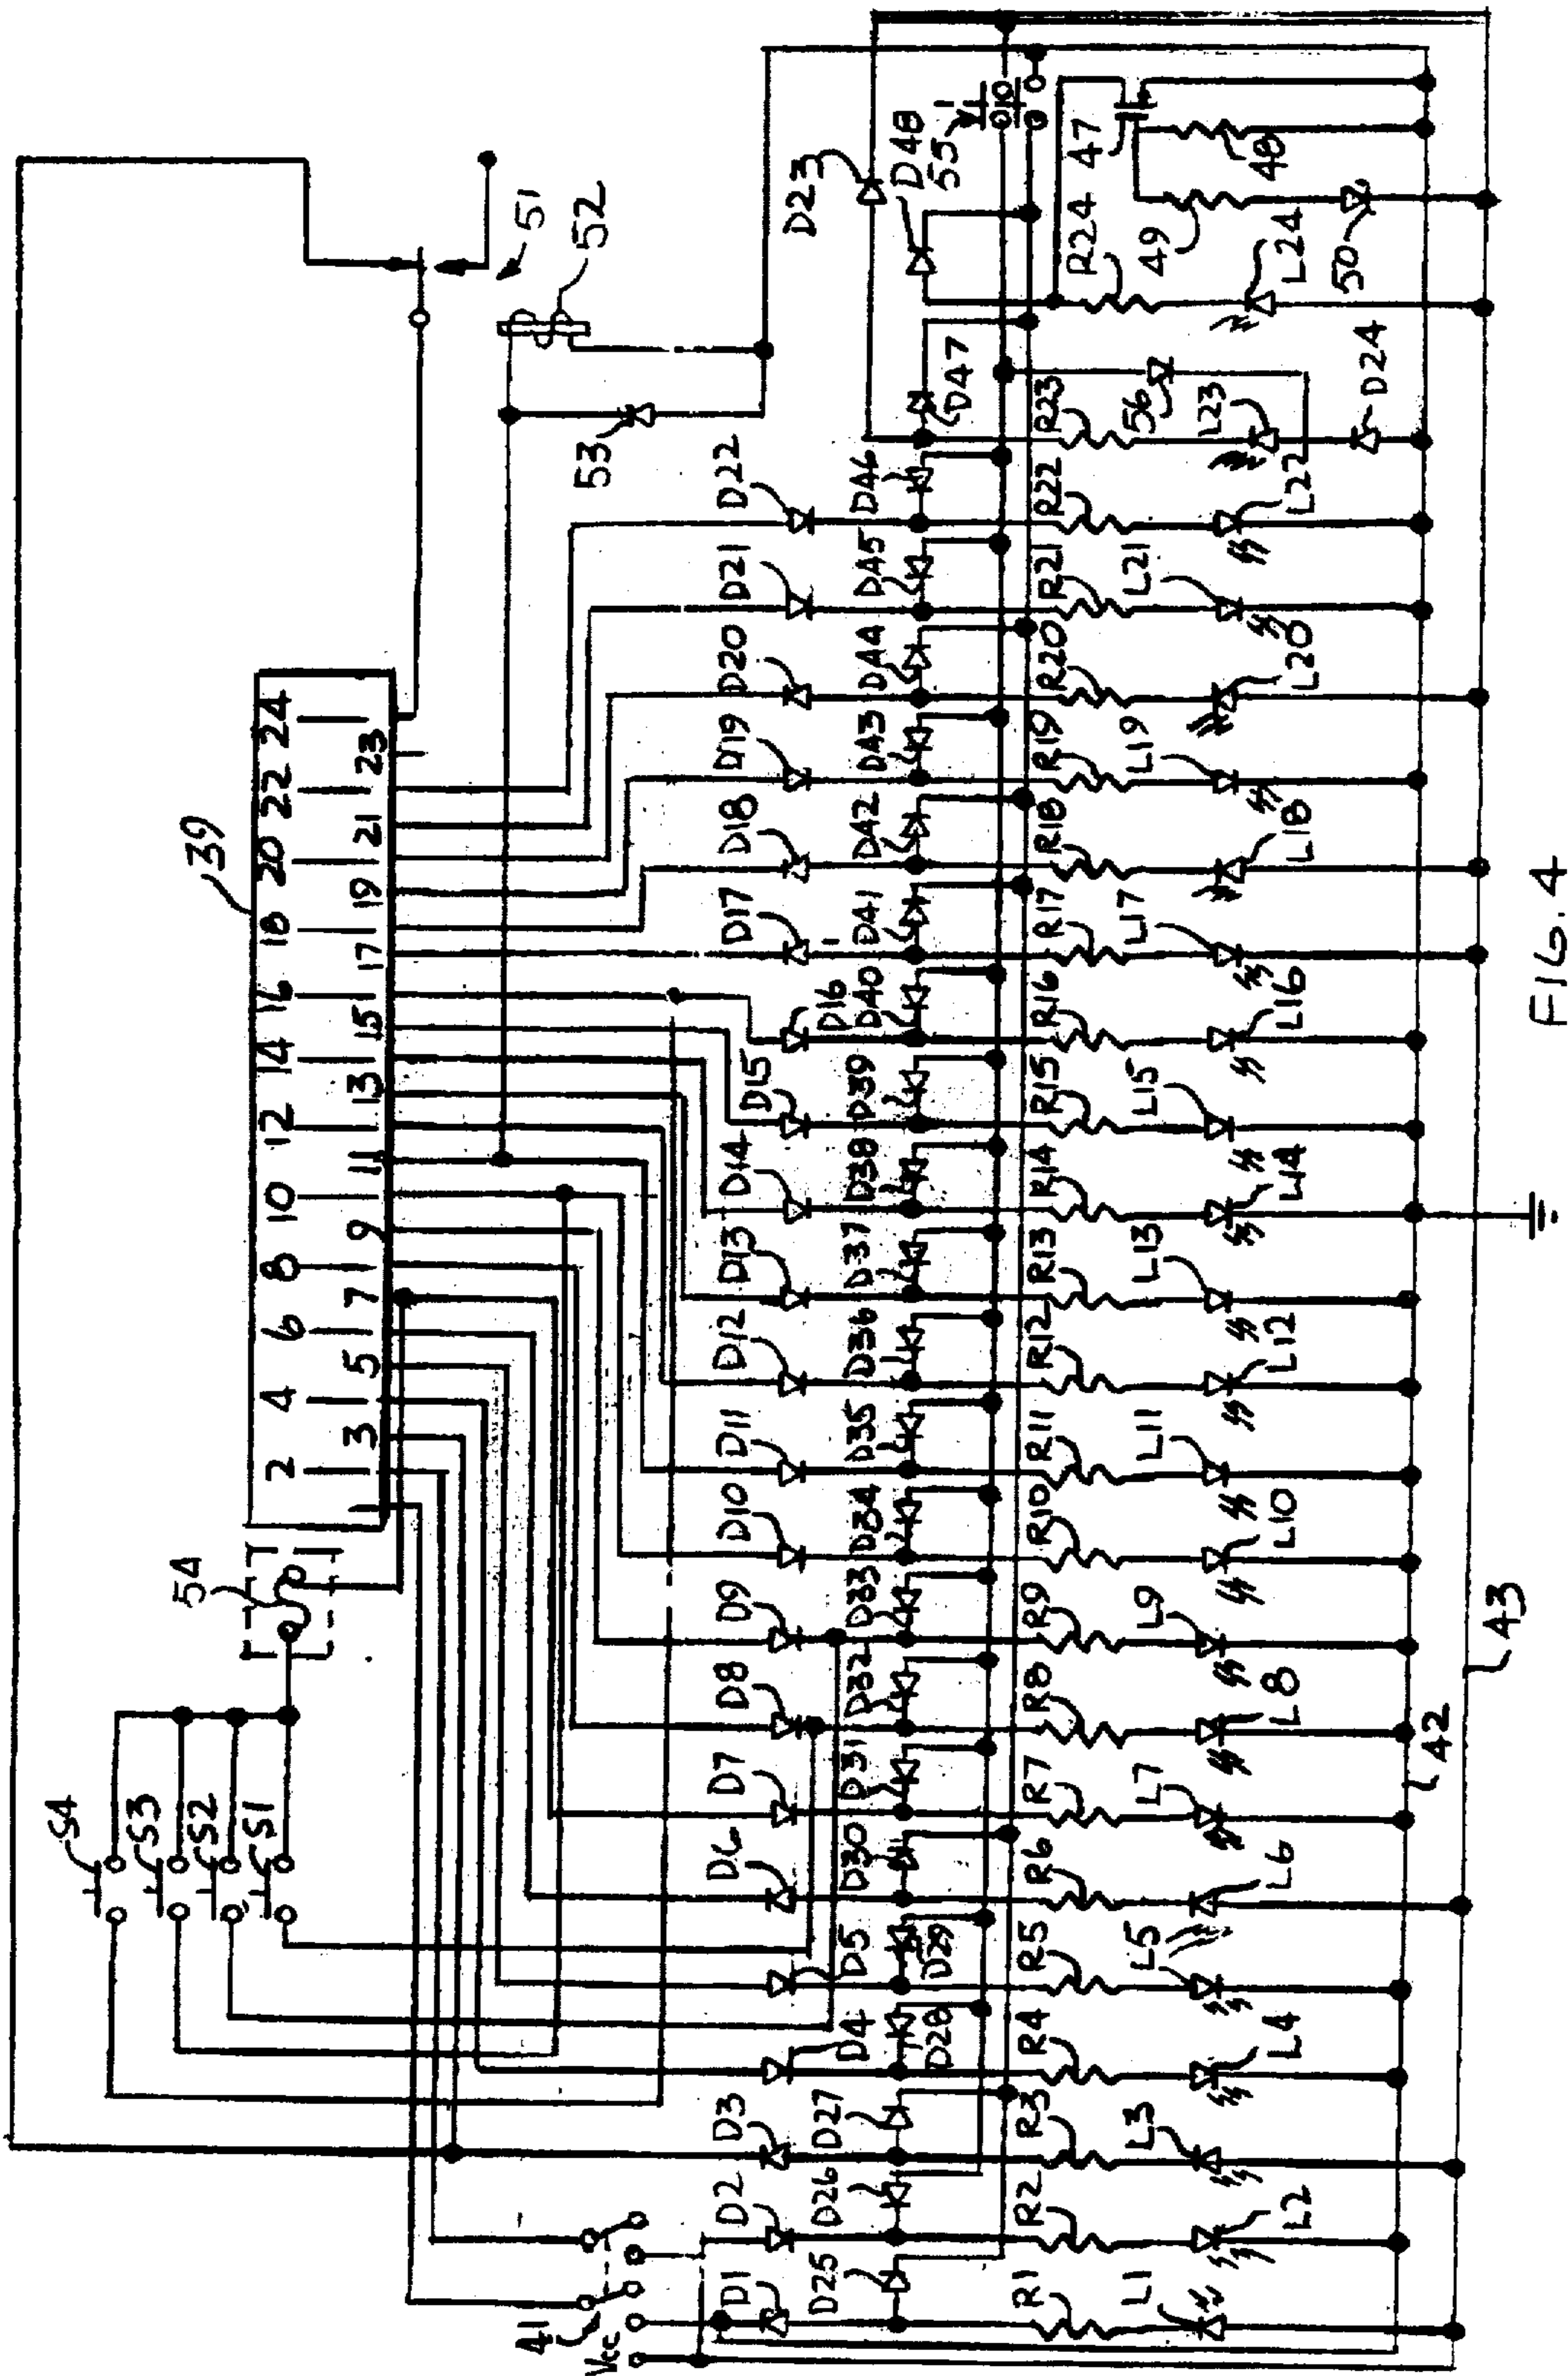 39
2 4 6 8 10 12 14 16 18 20 22 24
1 3 5 7 9 11 13 15 17 19 21 23
54
S4
S3
S2
S1
51
52
53
41
Vcc
D1 D2 D3 D4 D5 D6 D7 D8 D9 D10 D11 D12 D13 D14 D15 D16 D17 D18 D19 D20 D21 D22 D23
D25 D26 D27 D28 D29 D30 D31 D32 D33 D34 D35 D36 D37 D38 D39 D40 D41 D42 D43 D44 D45 D46 D47 D48
55
R1 R2 R3 R4 R5 R6 R7 R8 R9 R10 R11 R12 R13 R14 R15 R16 R17 R18 R19 R20 R21 R22 R23 R24
47
48
49
56
50
L1 L2 L3 L4 L5 L6 L7 L8 L9 L10 L11 L12 L13 L14 L15 L16 L17 L18 L19 L20 L21 L22 L23 L24
D24
42
43
FIG. 4